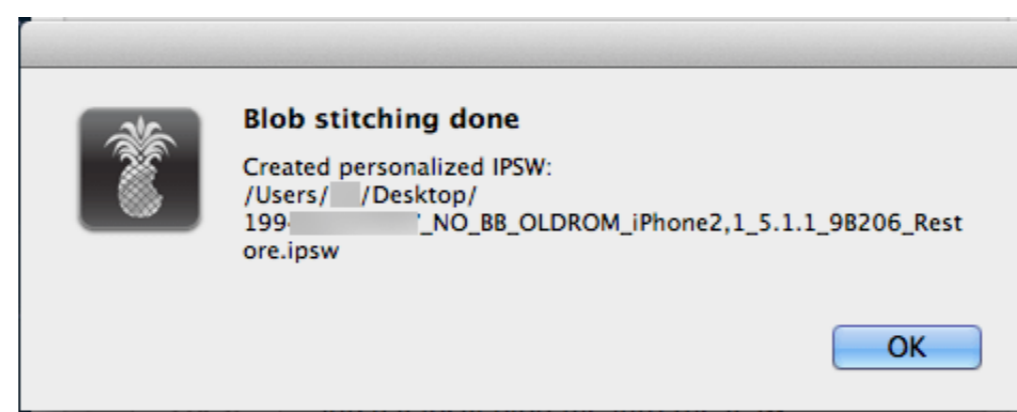 Blob stitching done
Created personalized IPSW:
/Users/ /Desktop/
199 _NO_BB_OLDROM_iPhone2,1_5.1.1_9B206_Rest
ore.ipsw
OK